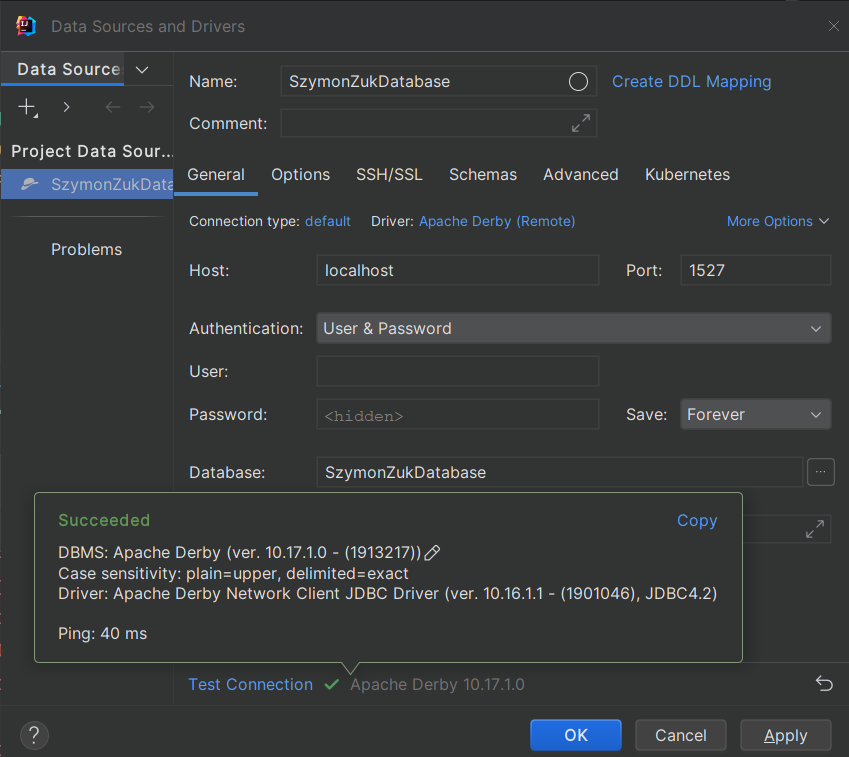 Data Sources and Drivers
Data Source
Project Data Sour...
SzymonZukData
Problems
Name: SzymonZukDatabase Create DDL Mapping
Comment:
General Options SSH/SSL Schemas Advanced Kubernetes
Connection type: default Driver: Apache Derby (Remote) More Options
Host: localhost Port: 1527
Authentication: User & Password
User:
Password: <hidden> Save: Forever
Database: SzymonZukDatabase ...
Succeeded Copy
DBMS: Apache Derby (ver. 10.17.1.0 - (1913217))
Case sensitivity: plain=upper, delimited=exact
Driver: Apache Derby Network Client JDBC Driver (ver. 10.16.1.1 - (1901046), JDBC4.2)
Ping: 40 ms
Test Connection Apache Derby 10.17.1.0
? OK Cancel Apply